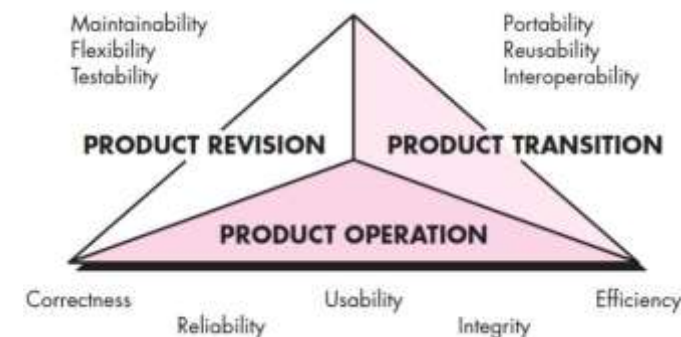 Maintainability
Flexibility
Testability
Portability
Reusability
Interoperability
PRODUCT REVISION
PRODUCT TRANSITION
PRODUCT OPERATION
Correctness
Usability
Efficiency
Reliability
Integrity